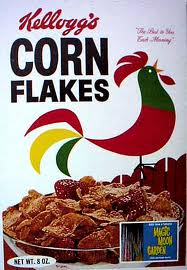 Kellogg's
"The Best to You
Each Morning"
CORN
FLAKES
MAGIC
MOON
GARDEN
NET WT. 8 OZ.